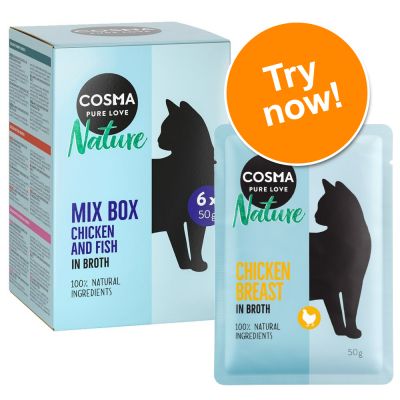 COSMA
PURE LOVE
Nature
MIX BOX
CHICKEN
AND FISH
IN BROTH
100% NATURAL
INGREDIENTS
6 x
50g
Try
now!
COSMA
PURE LOVE
Nature
CHICKEN
BREAST
IN BROTH
100% NATURAL
INGREDIENTS
50g